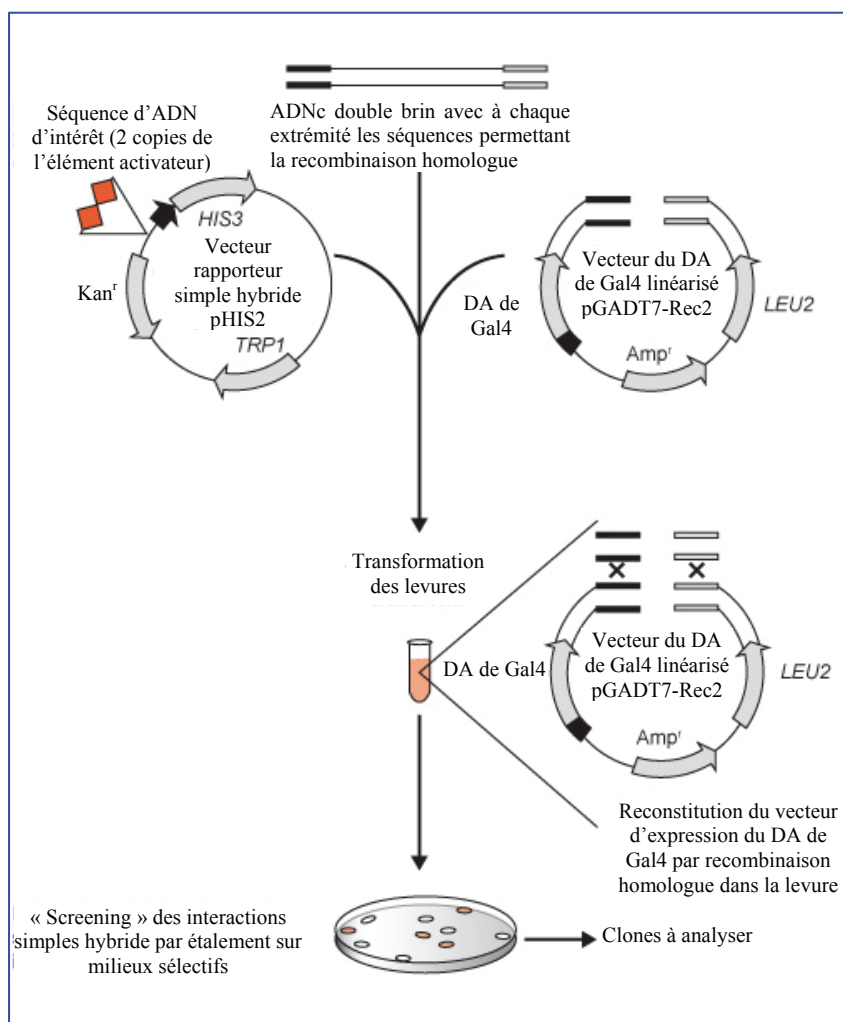 Séquence d'ADN
d'intérêt (2 copies de
l'élément activateur)
ADNc double brin avec à chaque
extrémité les séquences permettant
la recombinaison homologue
HIS3
Vecteur
rapporteur
simple hybride
pHIS2
Kanʳ
TRP1
DA de
Gal4
Vecteur du DA
de Gal4 linéarisé
pGADT7-Rec2
LEU2
Ampʳ
Transformation
des levures
DA de Gal4
Vecteur du DA
de Gal4 linéarisé
pGADT7-Rec2
LEU2
Ampʳ
Reconstitution du vecteur
d'expression du DA de
Gal4 par recombinaison
homologue dans la levure
« Screening » des interactions
simples hybride par étalement sur
milieux sélectifs
Clones à analyser